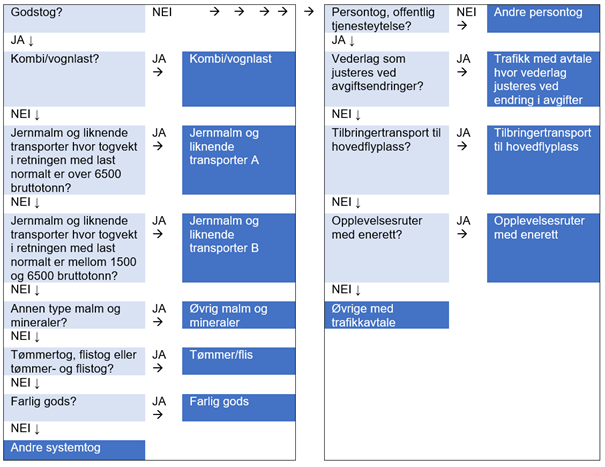 Godstog?
NEI → → → → →
JA ↓
Kombi/vognlast?
JA
→
Kombi/vognlast
NEI ↓
Jernmalm og liknende
transporter hvor togvekt
i retningen med last
normalt er over 6500
bruttotonn?
JA
→
Jernmalm og
liknende
transporter A
NEI ↓
Jernmalm og liknende
transporter hvor togvekt
i retningen med last
normalt er mellom 1500
og 6500 bruttotonn?
JA
→
Jernmalm og
liknende
transporter B
NEI ↓
Annen type malm og
mineraler?
JA
→
Øvrig malm og
mineraler
NEI ↓
Tømmertog, flistog eller
tømmer- og flistog?
JA
→
Tømmer/flis
NEI ↓
Farlig gods?
JA
→
Farlig gods
NEI ↓
Andre systemtog
Persontog, offentlig
tjenesteytelse?
NEI
→
Andre persontog
JA ↓
Vederlag som
justeres ved
avgiftsendringer?
JA
→
Trafikk med avtale
hvor vederlag
justeres ved
endring i avgifter
NEI ↓
Tilbringertransport til
hovedflyplass?
JA
→
Tilbringertransport
til hovedflyplass
NEI ↓
Opplevelsesruter
med enerett?
JA
→
Opplevelsesruter
med enerett
NEI ↓
Øvrige med
trafikkavtale